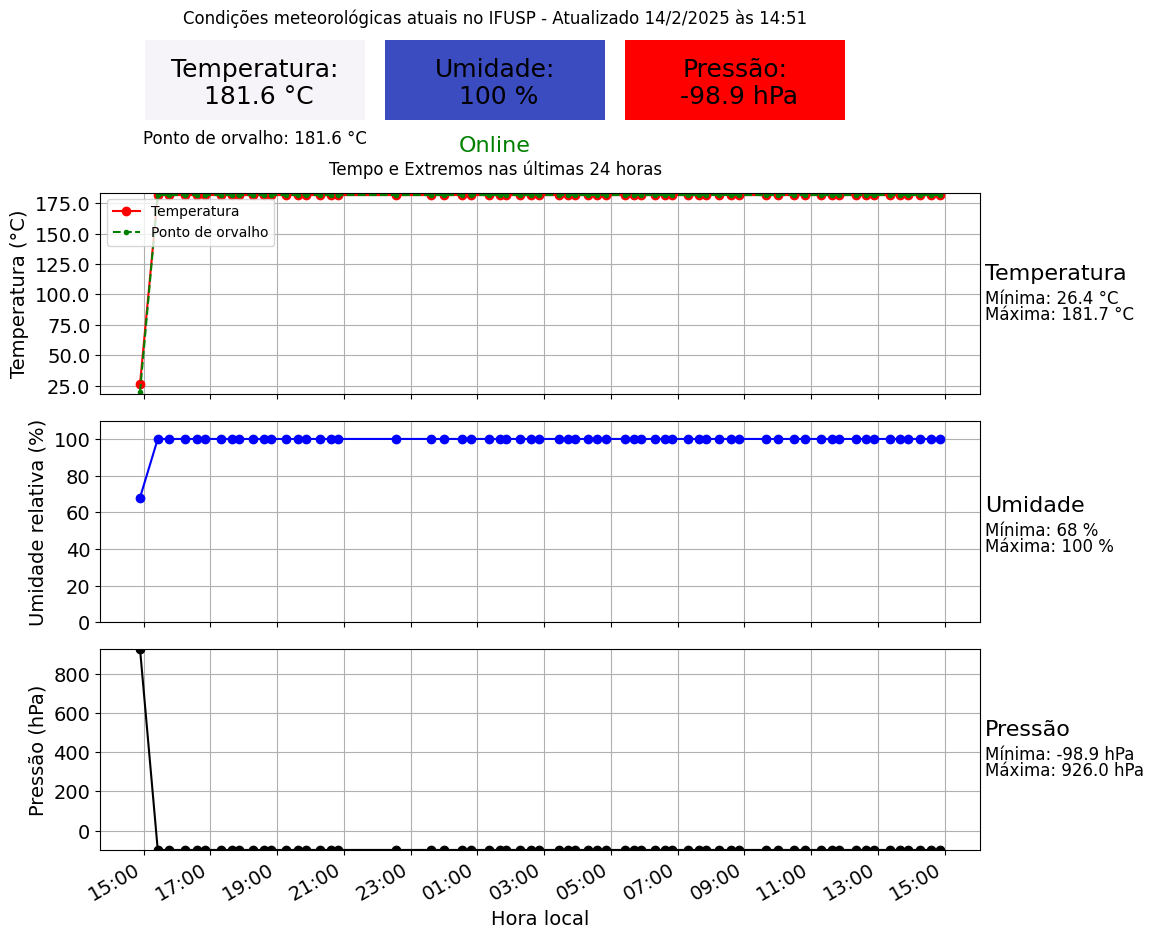 Condições meteorológicas atuais no IFUSP - Atualizado 14/2/2025 às 14:51
Temperatura:
181.6 °C
Umidade:
100 %
Pressão:
-98.9 hPa
Ponto de orvalho: 181.6 °C
Online
Tempo e Extremos nas últimas 24 horas
Temperatura (°C)
175.0
150.0
125.0
100.0
75.0
50.0
25.0
Temperatura
Ponto de orvalho
Temperatura
Mínima: 26.4 °C
Máxima: 181.7 °C
Umidade relativa (%)
100
80
60
40
20
0
Umidade
Mínima: 68 %
Máxima: 100 %
Pressão (hPa)
800
600
400
200
0
Pressão
Mínima: -98.9 hPa
Máxima: 926.0 hPa
15:00 17:00 19:00 21:00 23:00 01:00 03:00 05:00 07:00 09:00 11:00 13:00 15:00
Hora local